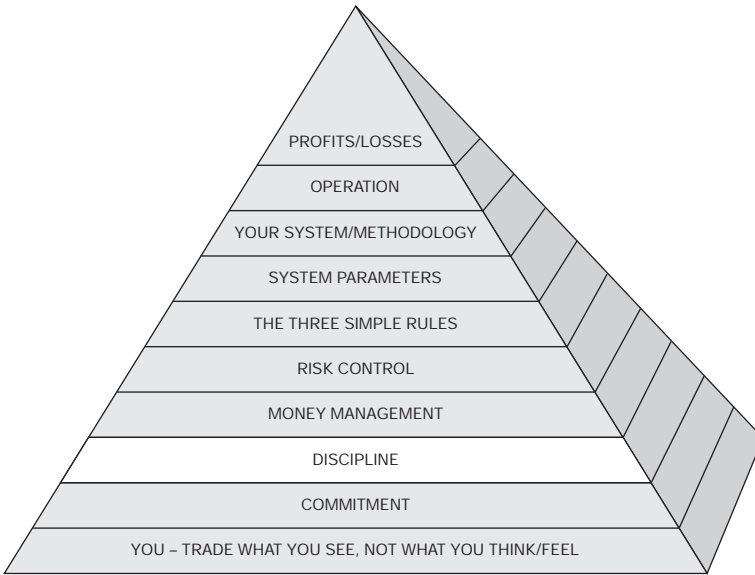 PROFITS/LOSSES
OPERATION
YOUR SYSTEM/METHODOLOGY
SYSTEM PARAMETERS
THE THREE SIMPLE RULES
RISK CONTROL
MONEY MANAGEMENT
DISCIPLINE
COMMITMENT
YOU – TRADE WHAT YOU SEE, NOT WHAT YOU THINK/FEEL